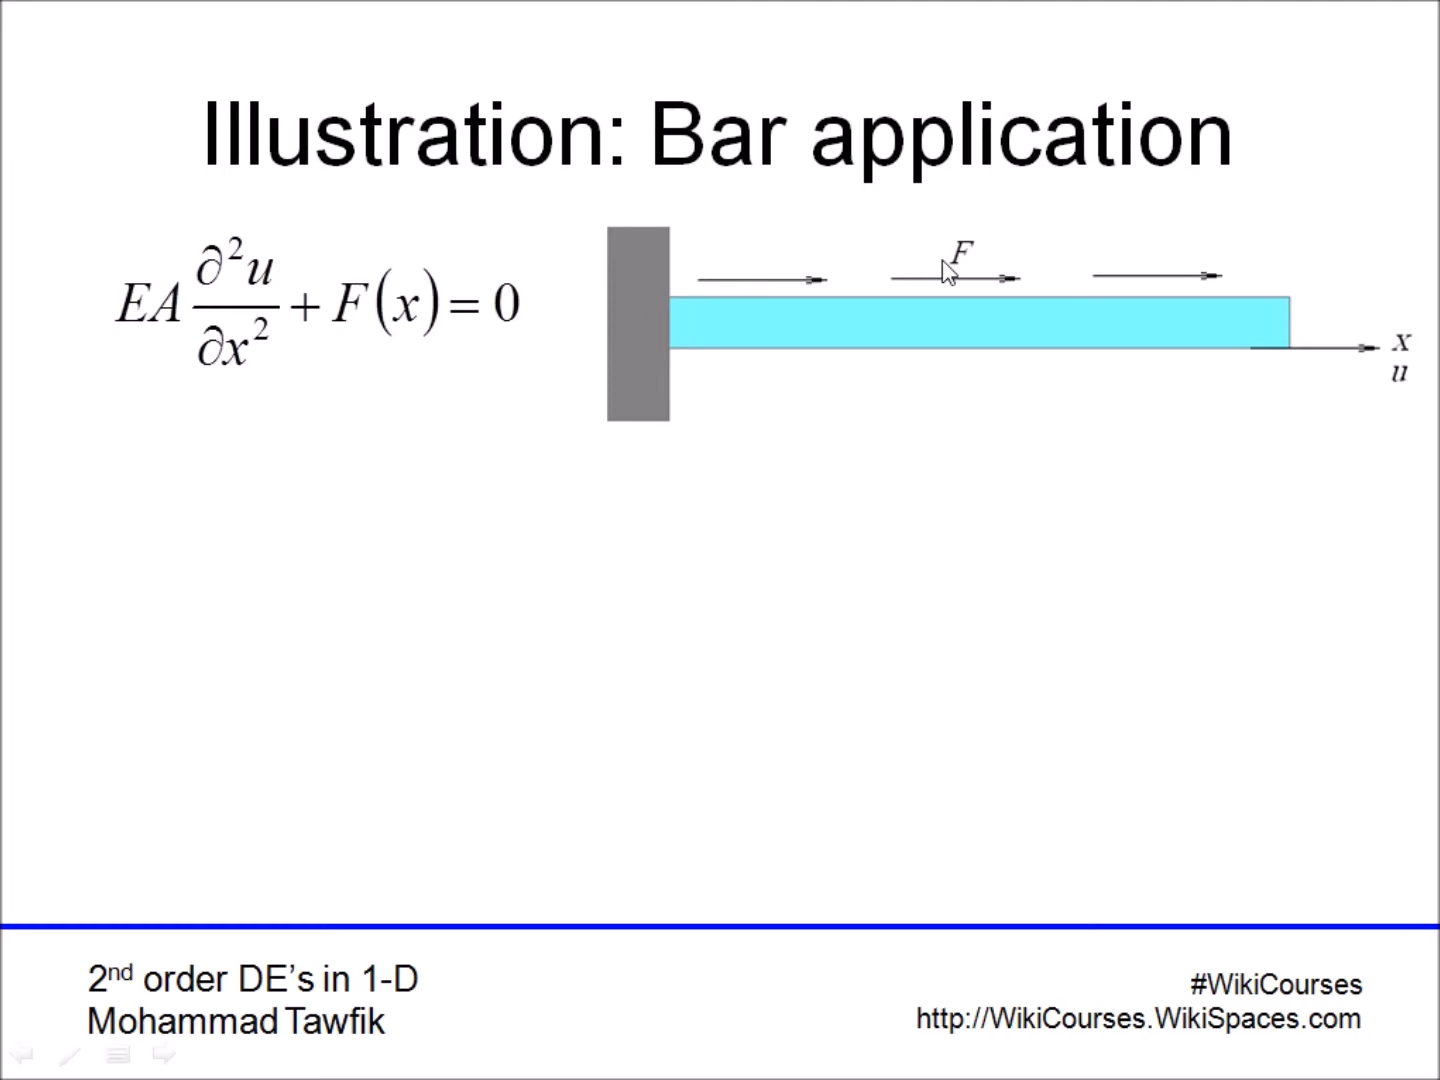 Illustration: Bar application
EA ∂²u/∂x² + F(x) = 0
F
x
u
2nd order DE's in 1-D
Mohammad Tawfik
#WikiCourses
http://WikiCourses.WikiSpaces.com